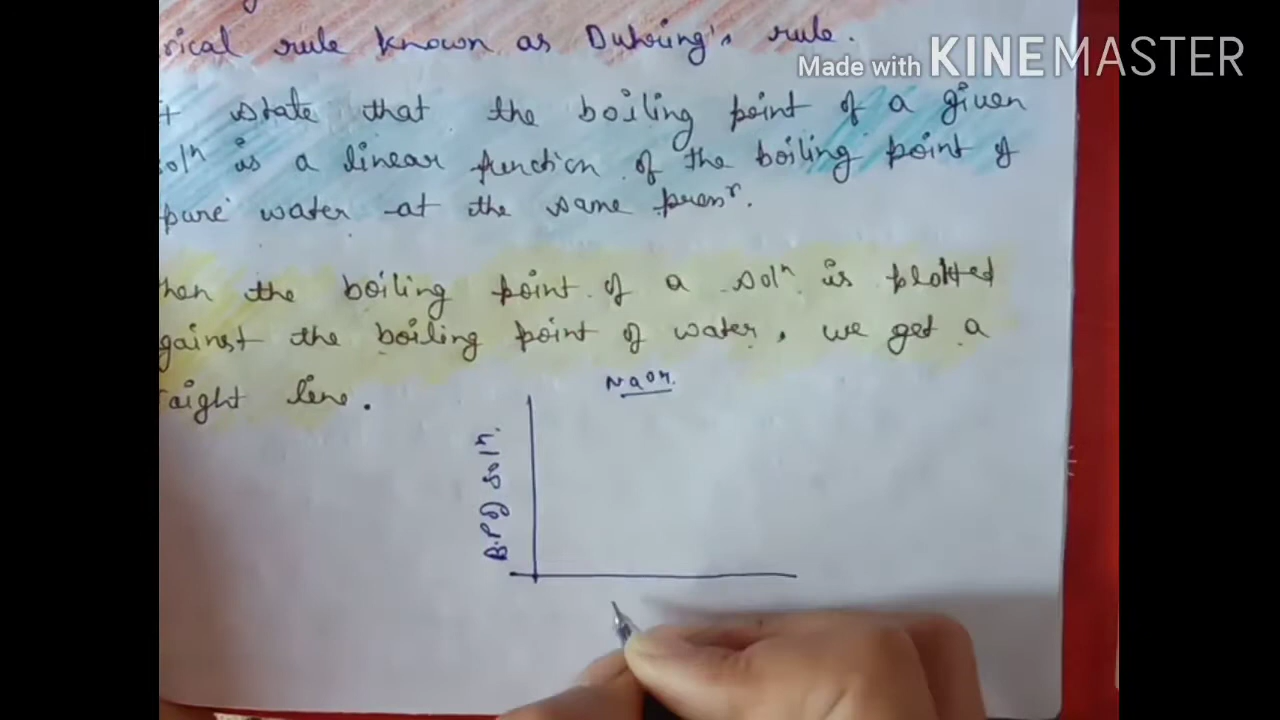 rical rule known as Duhring's rule.
Made with KINEMASTER
t state that the boiling point of a given
solⁿ is a linear function of the boiling point of
pure water at the same presʳ.
hen the boiling point of a solⁿ is plotted
gainst the boiling point of water, we get a
raight line.
NaOH.
B.P of solⁿ.